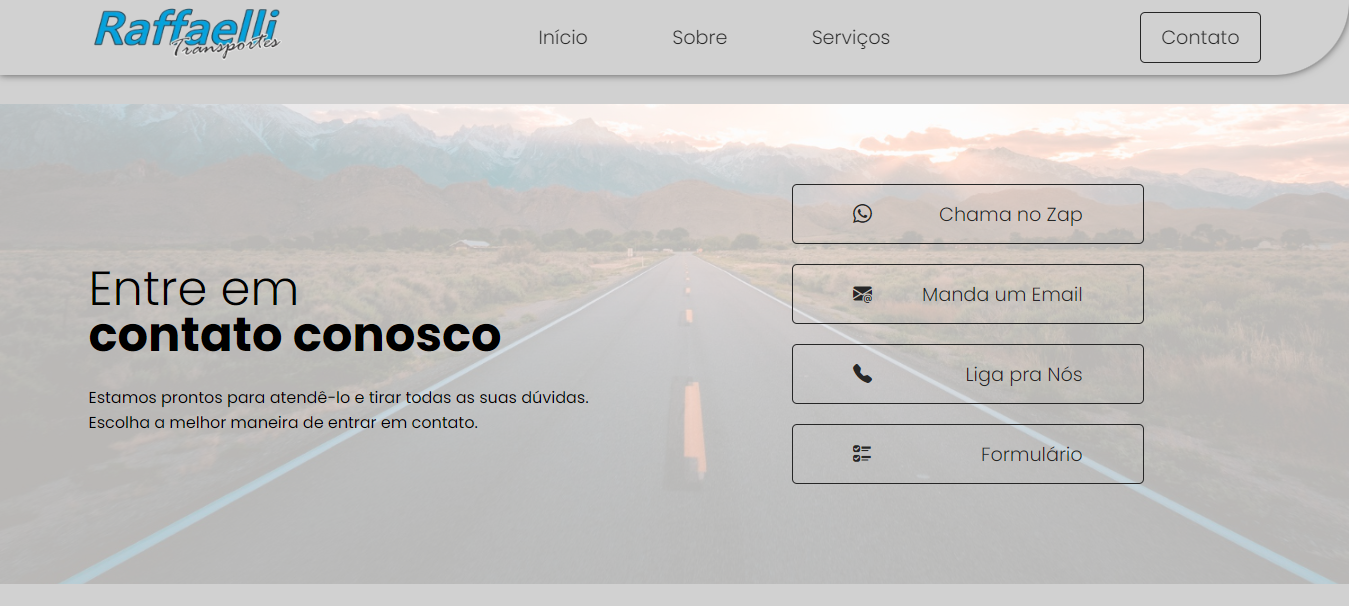 Raffaelli
Transportes
Início
Sobre
Serviços
Contato
Entre em
contato conosco
Estamos prontos para atendê-lo e tirar todas as suas dúvidas.
Escolha a melhor maneira de entrar em contato.
Chama no Zap
Manda um Email
Liga pra Nós
Formulário